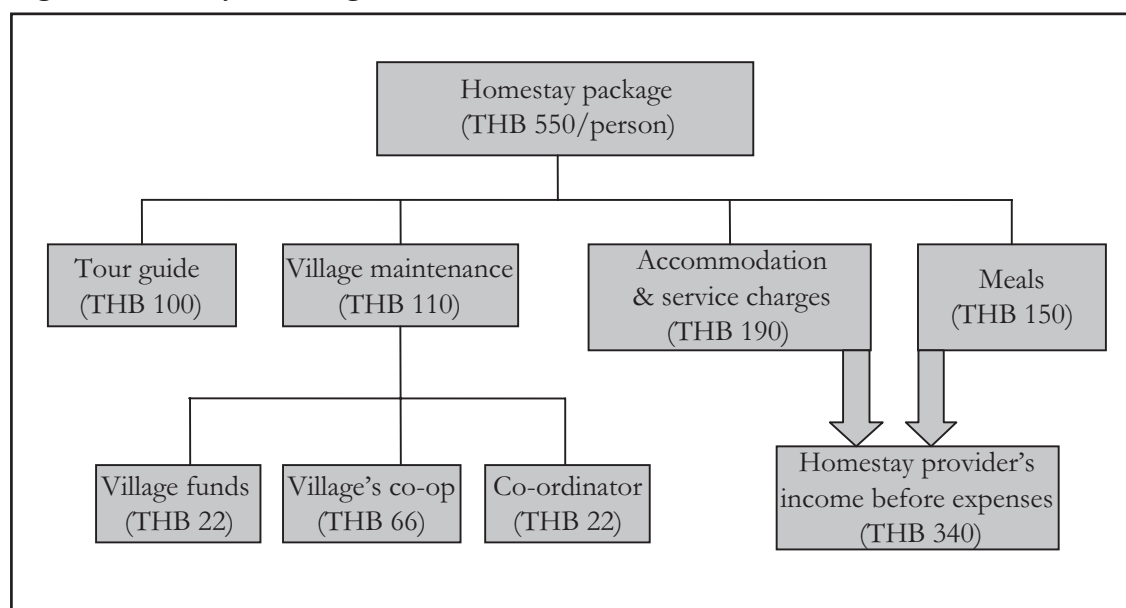 Homestay package
(THB 550/person)
Tour guide
(THB 100)
Village maintenance
(THB 110)
Accommodation
& service charges
(THB 190)
Meals
(THB 150)
Village funds
(THB 22)
Village's co-op
(THB 66)
Co-ordinator
(THB 22)
Homestay provider's
income before expenses
(THB 340)